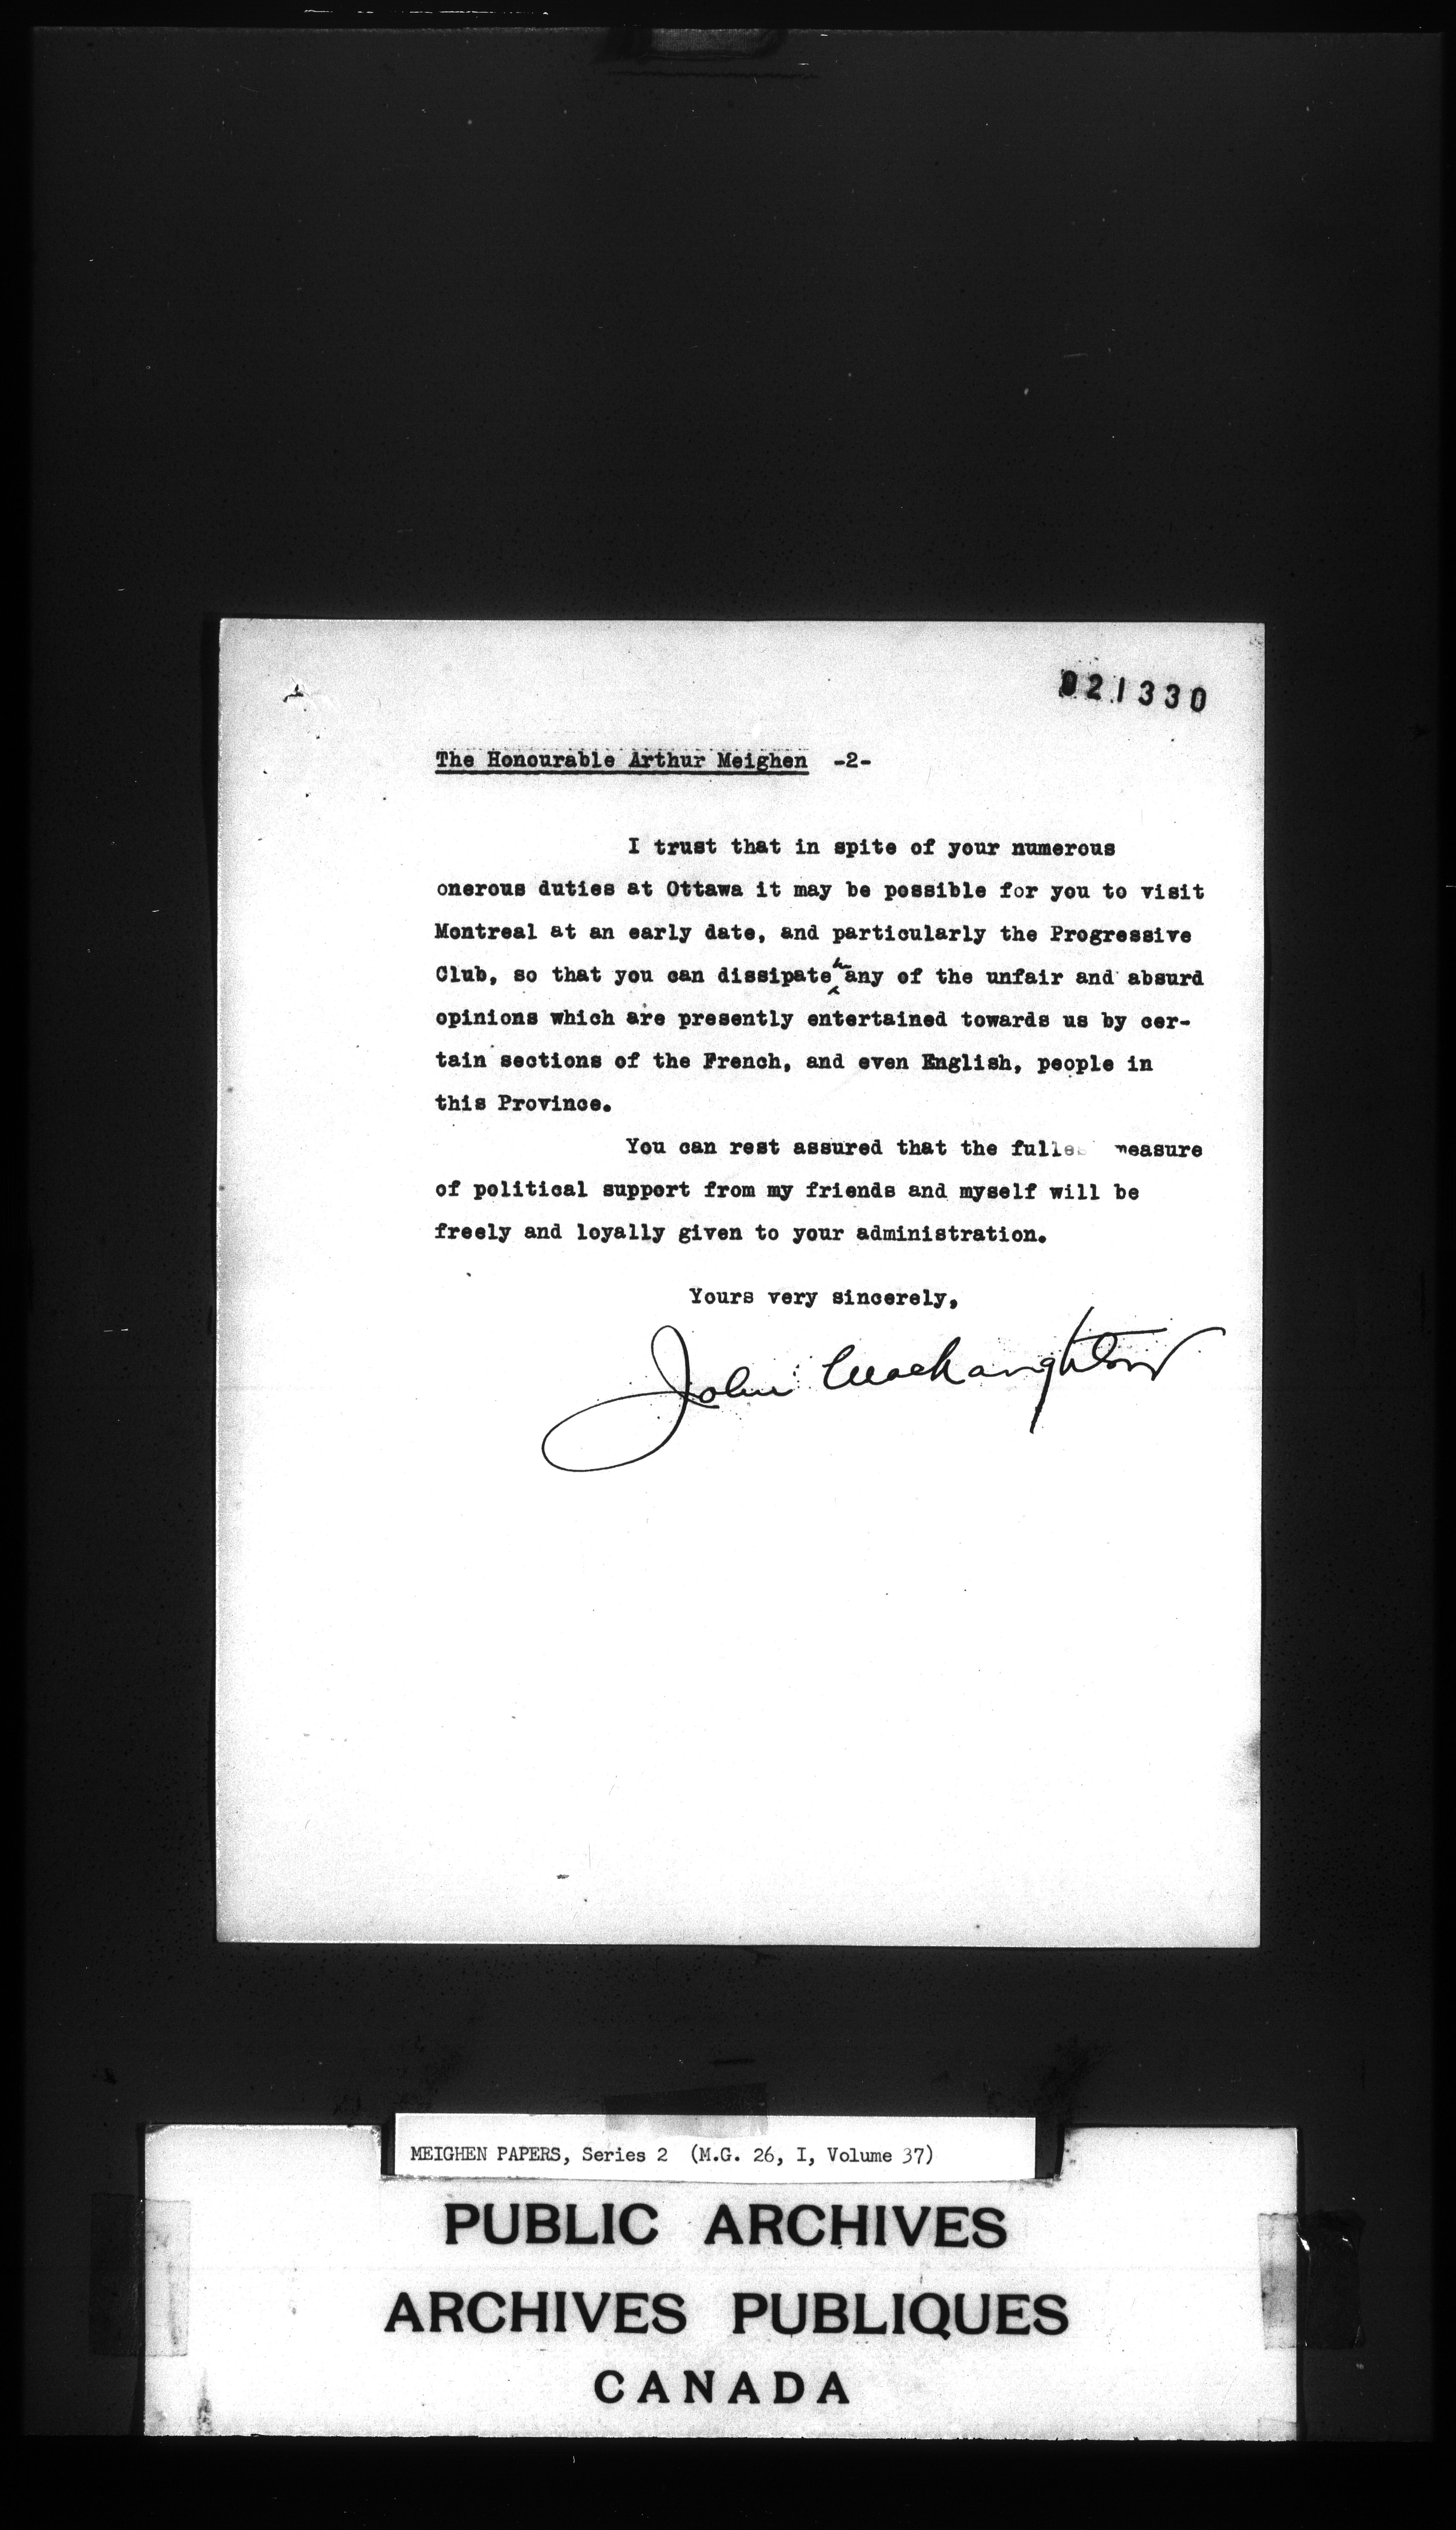 021330
The Honourable Arthur Meighen -2-
I trust that in spite of your numerous
onerous duties at Ottawa it may be possible for you to visit
Montreal at an early date, and particularly the Progressive
Club, so that you can dissipate many of the unfair and absurd
opinions which are presently entertained towards us by cer-
tain sections of the French, and even English, people in
this Province.
You can rest assured that the fulles measure
of political support from my friends and myself will be
freely and loyally given to your administration.
Yours very sincerely,
John MacNaughton
MEIGHEN PAPERS, Series 2 (M.G. 26, I, Volume 37)
PUBLIC ARCHIVES
ARCHIVES PUBLIQUES
CANADA